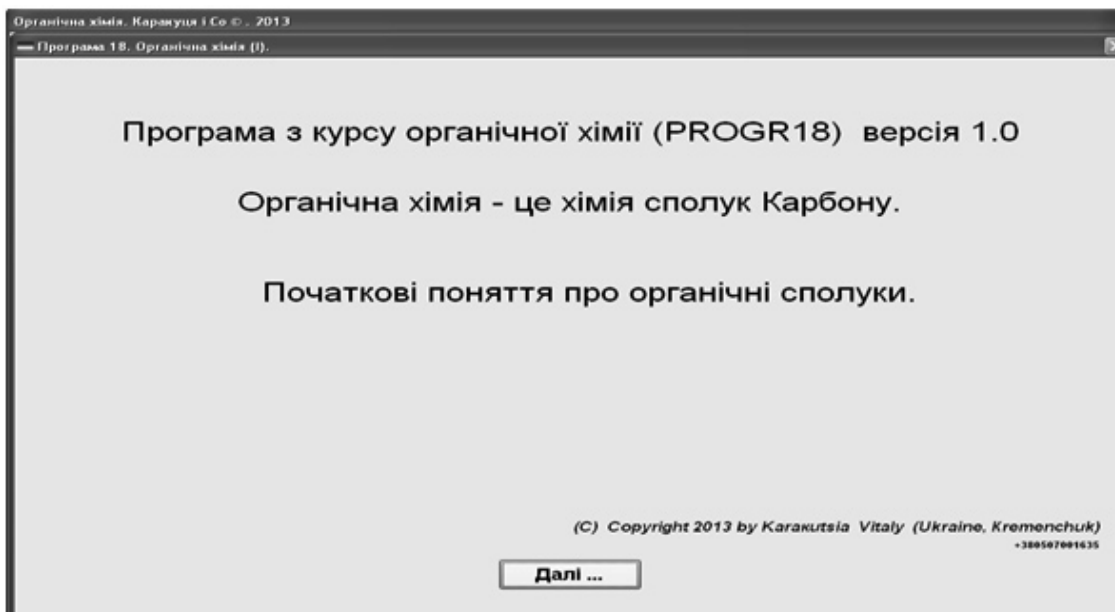 Органічна хімія. Каракуця і Со ©, 2013
Програма 18. Органічна хімія (I).
Програма з курсу органічної хімії (PROGR18) версія 1.0
Органічна хімія - це хімія сполук Карбону.
Початкові поняття про органічні сполуки.
(C) Copyright 2013 by Karaкutsia Vitaly (Ukraine, Kremenchuk)
+380507001635
Далі ...